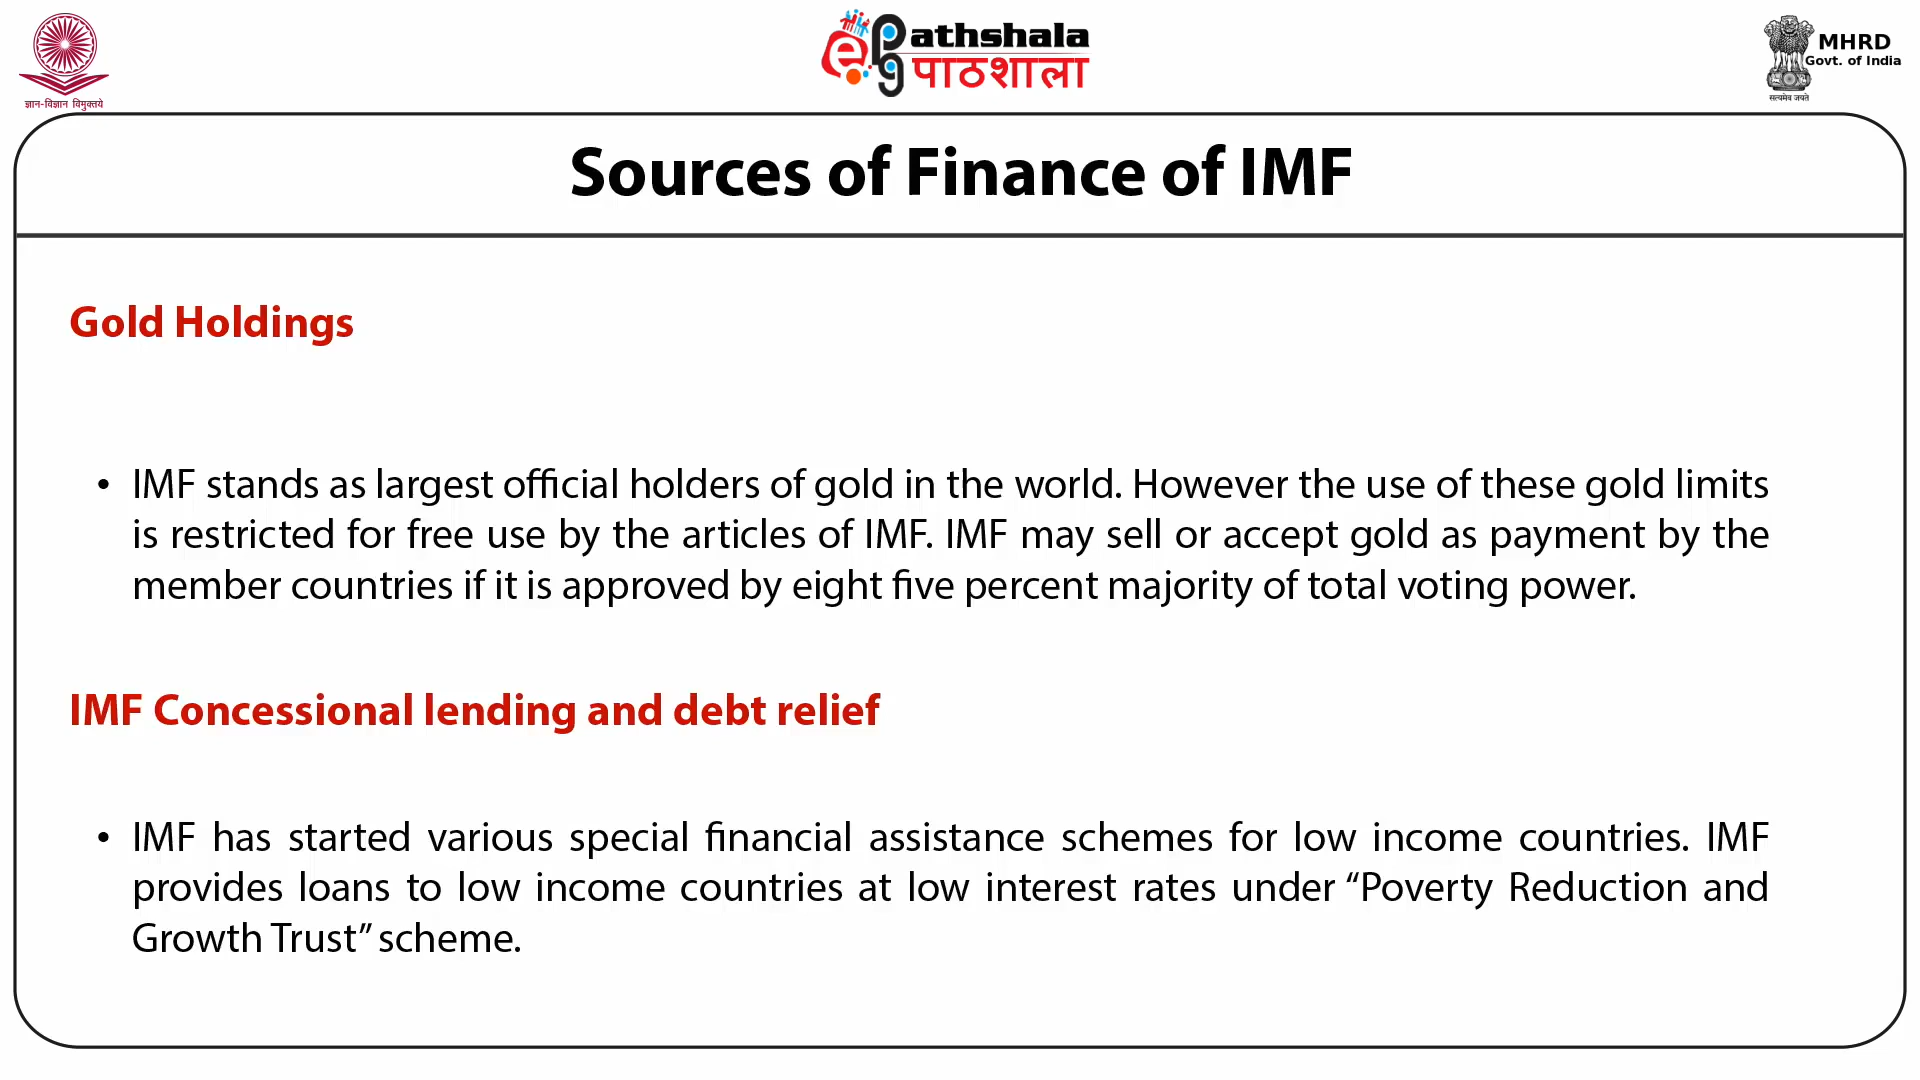 ज्ञान-विज्ञान विमुक्तये
ePathshala
पाठशाला
MHRD
Govt. of India
सत्यमेव जयते
Sources of Finance of IMF
Gold Holdings
• IMF stands as largest official holders of gold in the world. However the use of these gold limits
is restricted for free use by the articles of IMF. IMF may sell or accept gold as payment by the
member countries if it is approved by eight five percent majority of total voting power.
IMF Concessional lending and debt relief
• IMF has started various special financial assistance schemes for low income countries. IMF
provides loans to low income countries at low interest rates under “Poverty Reduction and
Growth Trust” scheme.